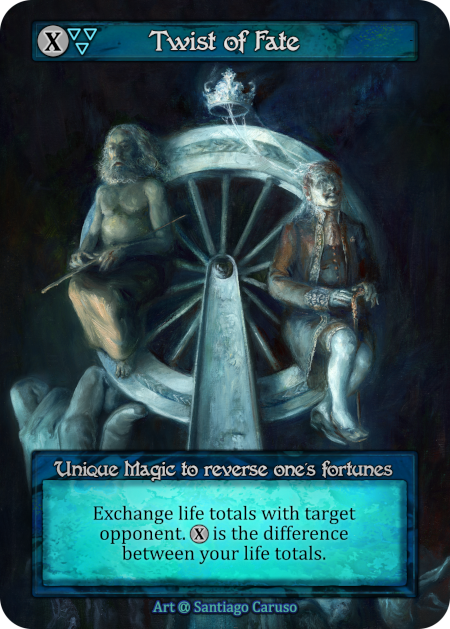 X Twist of Fate
Unique Magic to reverse one's fortunes
Exchange life totals with target
opponent. X is the difference
between your life totals.
Art @ Santiago Caruso